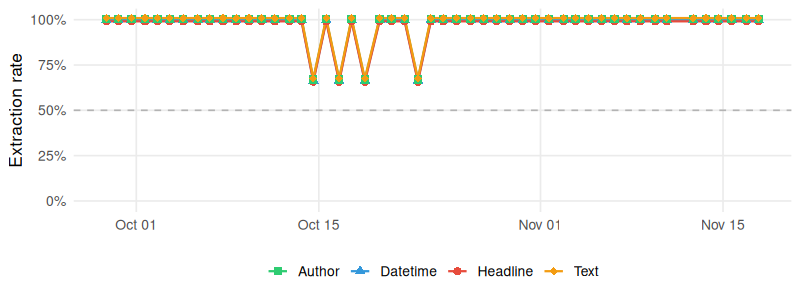 100%
75%
50%
25%
0%
Extraction rate
Oct 01 Oct 15 Nov 01 Nov 15
Author Datetime Headline Text